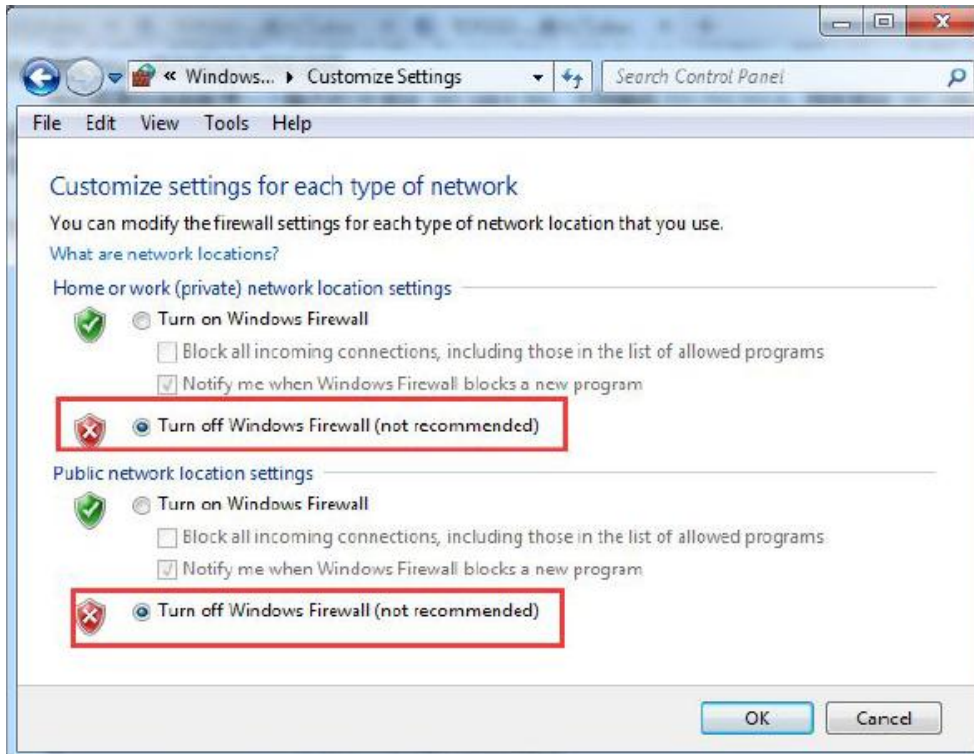 « Windows... ▸ Customize Settings
Search Control Panel
File Edit View Tools Help
Customize settings for each type of network
You can modify the firewall settings for each type of network location that you use.
What are network locations?
Home or work (private) network location settings
Turn on Windows Firewall
Block all incoming connections, including those in the list of allowed programs
Notify me when Windows Firewall blocks a new program
Turn off Windows Firewall (not recommended)
Public network location settings
Turn on Windows Firewall
Block all incoming connections, including those in the list of allowed programs
Notify me when Windows Firewall blocks a new program
Turn off Windows Firewall (not recommended)
OK Cancel